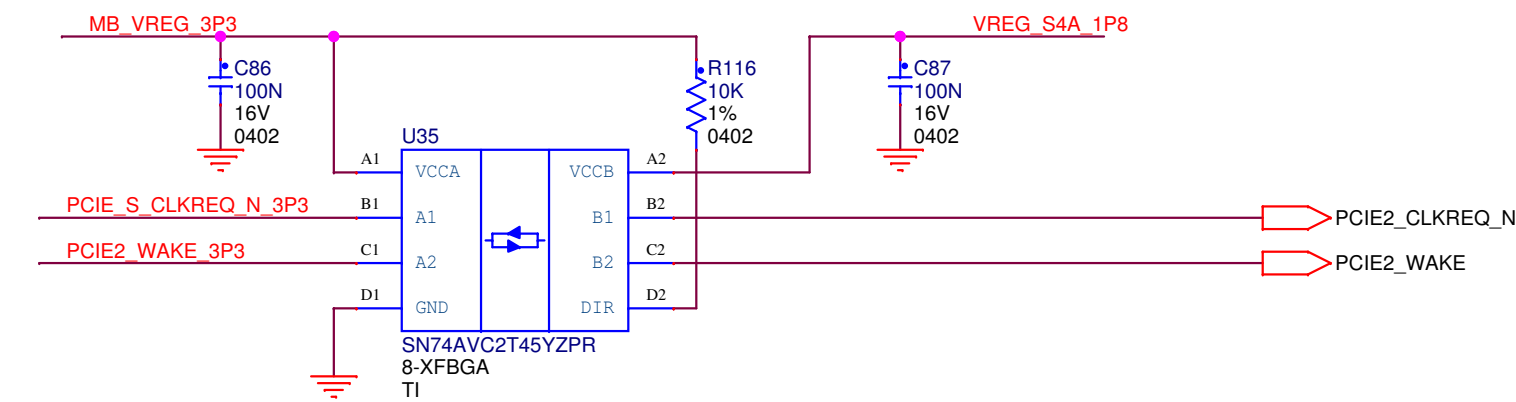 MB_VREG_3P3
VREG_S4A_1P8
C86
100N
16V
0402
R116
10K
1%
0402
C87
100N
16V
0402
U35
A1 VCCA VCCB A2
PCIE_S_CLKREQ_N_3P3 B1 A1 B1 B2 PCIE2_CLKREQ_N
PCIE2_WAKE_3P3 C1 A2 B2 C2 PCIE2_WAKE
D1 GND DIR D2
SN74AVC2T45YZPR
8-XFBGA
TI